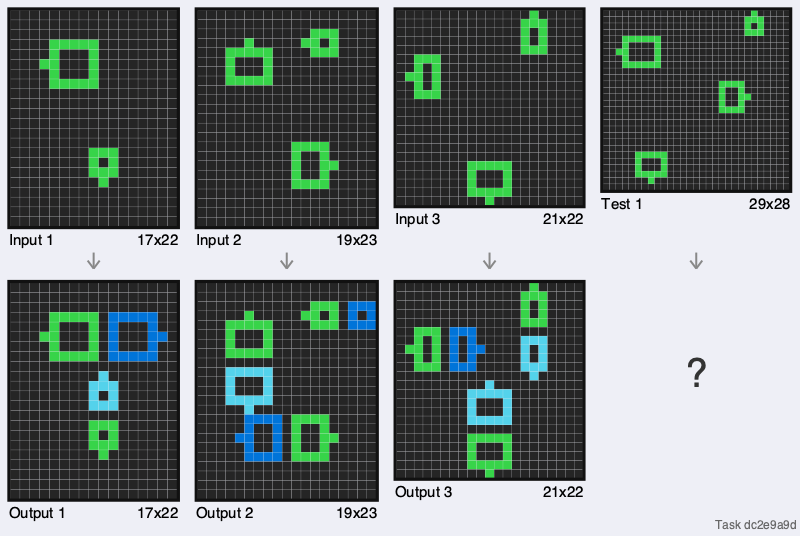 Input 1 17x22
Input 2 19x23
Input 3 21x22
Test 1 29x28
?
Output 1 17x22
Output 2 19x23
Output 3 21x22
Task dc2e9a9d